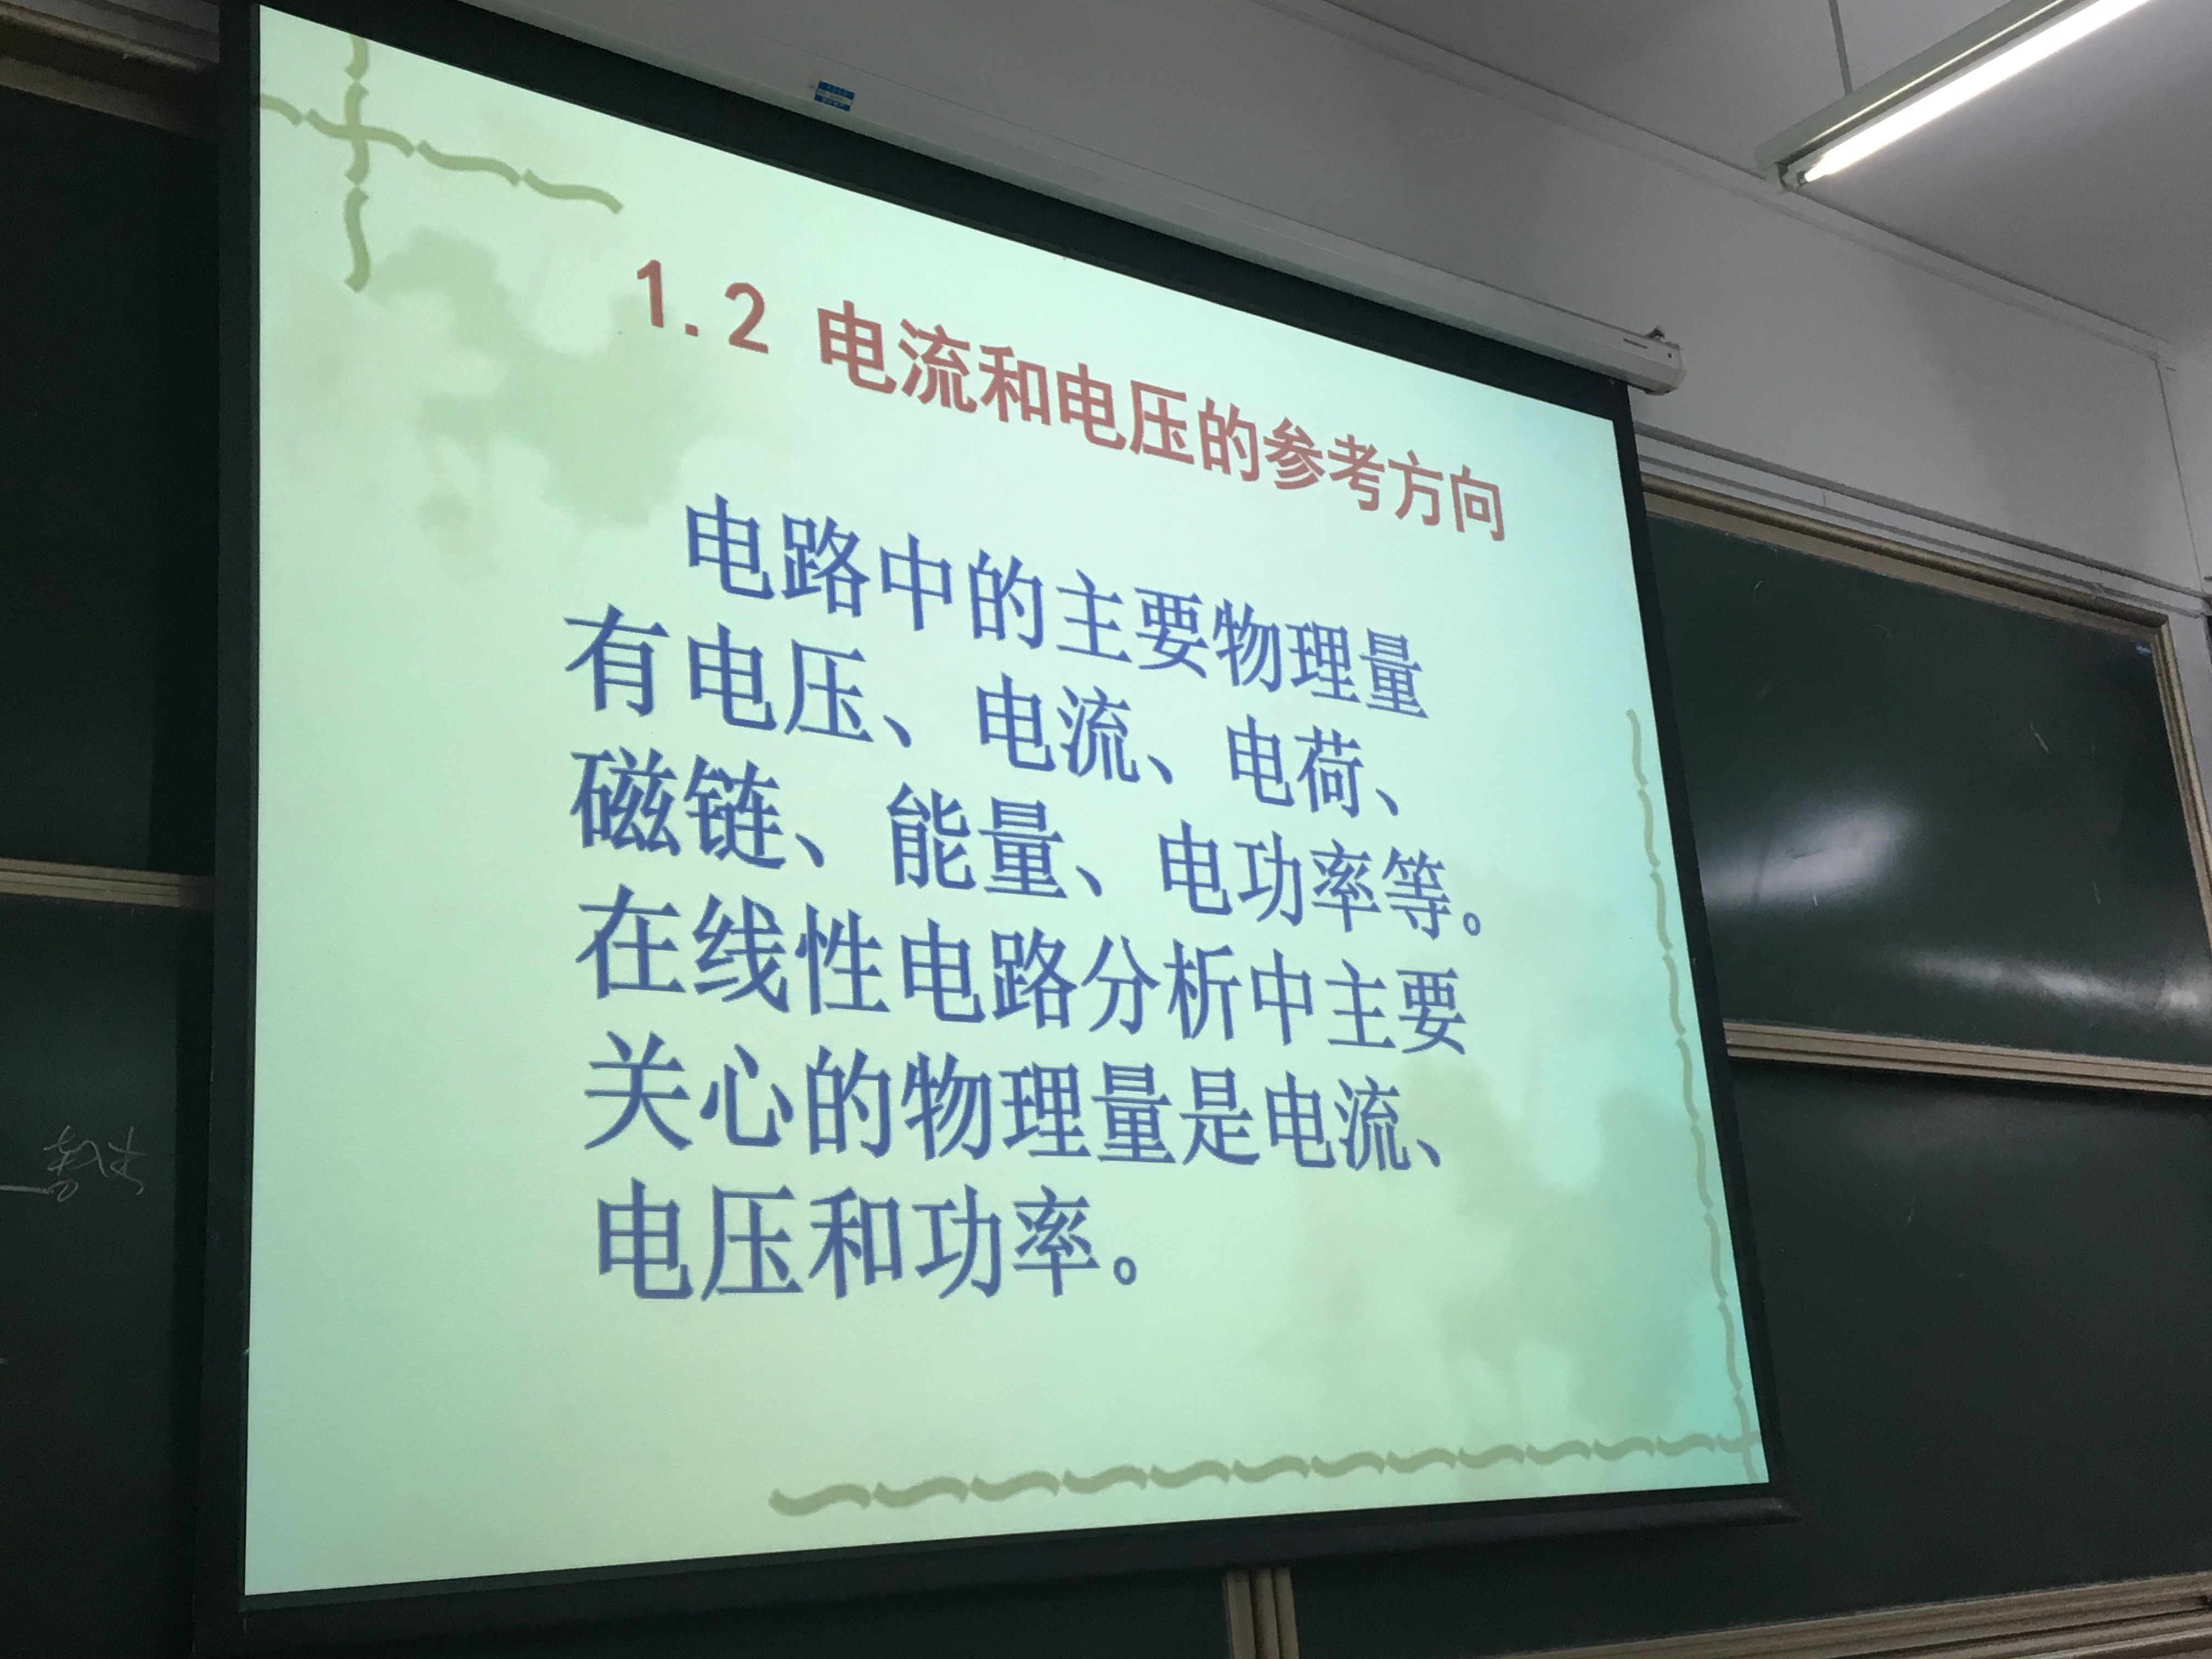 1.2 电流和电压的参考方向
电路中的主要物理量
有电压、电流、电荷、
磁链、能量、电功率等。
在线性电路分析中主要
关心的物理量是电流、
电压和功率。